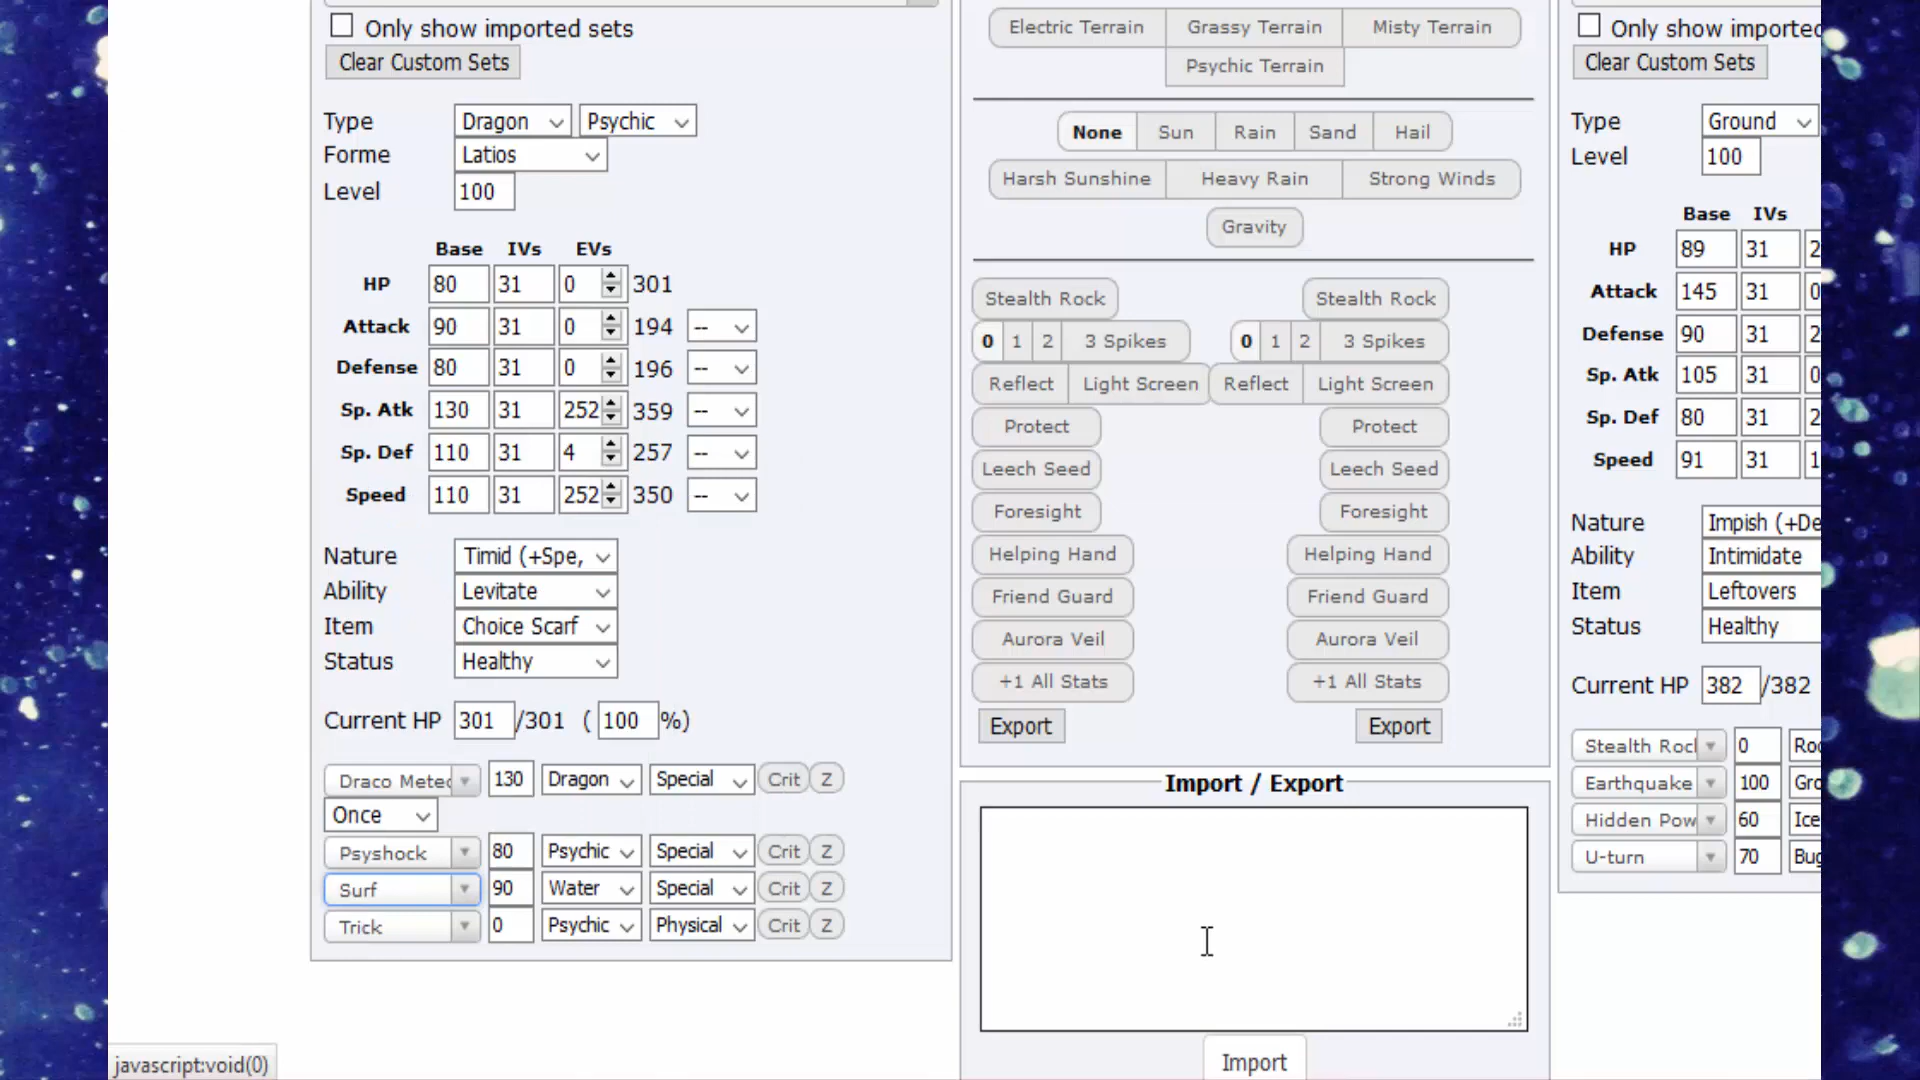 Only show imported sets
Clear Custom Sets
Type Dragon Psychic
Forme Latios
Level 100
Base IVs EVs
HP 80 31 0 301
Attack 90 31 0 194 --
Defense 80 31 0 196 --
Sp. Atk 130 31 252 359 --
Sp. Def 110 31 4 257 --
Speed 110 31 252 350 --
Nature Timid (+Spe,
Ability Levitate
Item Choice Scarf
Status Healthy
Current HP 301 /301 ( 100 %)
Draco Meteo 130 Dragon Special Crit Z
Once
Psyshock 80 Psychic Special Crit Z
Surf 90 Water Special Crit Z
Trick 0 Psychic Physical Crit Z
javascript:void(0)
Electric Terrain Grassy Terrain Misty Terrain
Psychic Terrain
None Sun Rain Sand Hail
Harsh Sunshine Heavy Rain Strong Winds
Gravity
Stealth Rock Stealth Rock
0 1 2 3 Spikes 0 1 2 3 Spikes
Reflect Light Screen Reflect Light Screen
Protect Protect
Leech Seed Leech Seed
Foresight Foresight
Helping Hand Helping Hand
Friend Guard Friend Guard
Aurora Veil Aurora Veil
+1 All Stats +1 All Stats
Export Export
Import / Export
Import
Only show imported
Clear Custom Sets
Type Ground
Level 100
Base IVs
HP 89 31 2
Attack 145 31 0
Defense 90 31 2
Sp. Atk 105 31 0
Sp. Def 80 31 2
Speed 91 31 1
Nature Impish (+De
Ability Intimidate
Item Leftovers
Status Healthy
Current HP 382 /382
Stealth Rocl 0 Roc
Earthquake 100 Gro
Hidden Pow 60 Ice
U-turn 70 Bug